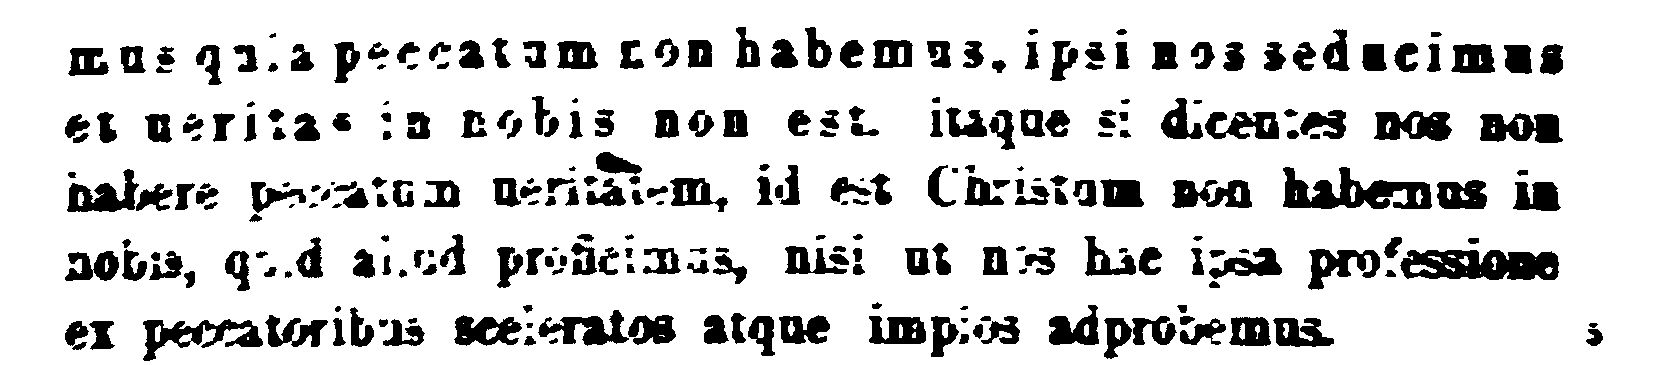 mus quia peccatum non habemus, ipsi nos seducimus
et ueritas in nobis non est. itaque si dicentes nos non
habere peccatum ueritatem, id est Christum non habemus in
nobis, quid aliud proficimus, nisi ut nos hac ipsa professione
ex peccatoribus sceleratos atque impios adprobemus. 5